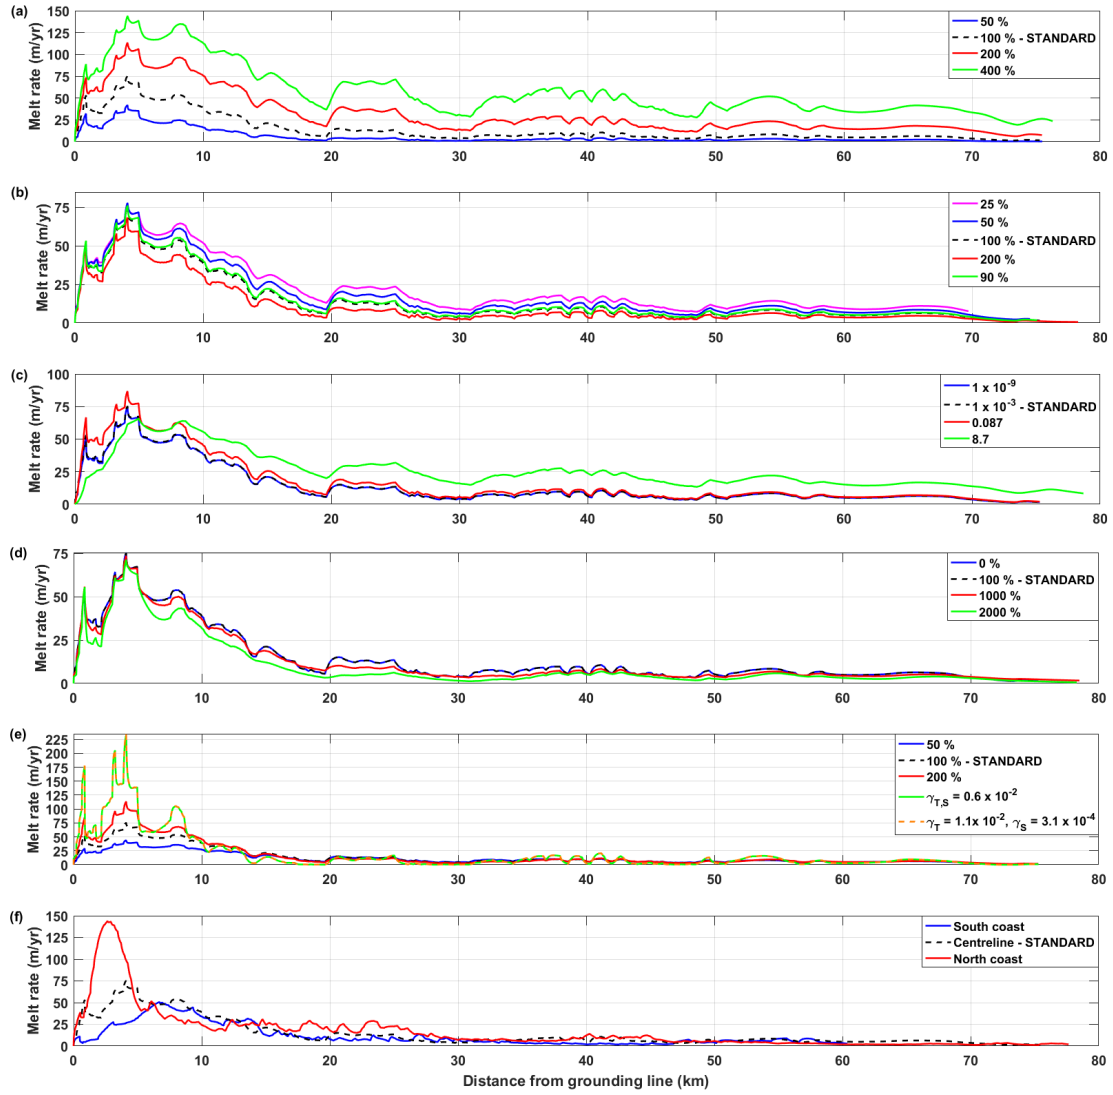 (a)
Melt rate (m/yr)
150
125
100
75
50
25
0
0 10 20 30 40 50 60 70 80
50 %
100 % - STANDARD
200 %
400 %
(b)
Melt rate (m/yr)
75
50
25
0
0 10 20 30 40 50 60 70 80
25 %
50 %
100 % - STANDARD
200 %
90 %
(c)
Melt rate (m/yr)
100
75
50
25
0
0 10 20 30 40 50 60 70 80
1 x 10⁻⁹
1 x 10⁻³ - STANDARD
0.087
8.7
(d)
Melt rate (m/yr)
75
50
25
0
0 10 20 30 40 50 60 70 80
0 %
100 % - STANDARD
1000 %
2000 %
(e)
Melt rate (m/yr)
225
200
175
150
125
100
75
50
25
0
0 10 20 30 40 50 60 70 80
50 %
100 % - STANDARD
200 %
γT,S = 0.6 x 10⁻²
γT = 1.1x 10⁻², γS = 3.1 x 10⁻⁴
(f)
Melt rate (m/yr)
150
125
100
75
50
25
0
0 10 20 30 40 50 60 70 80
South coast
Centreline - STANDARD
North coast
Distance from grounding line (km)